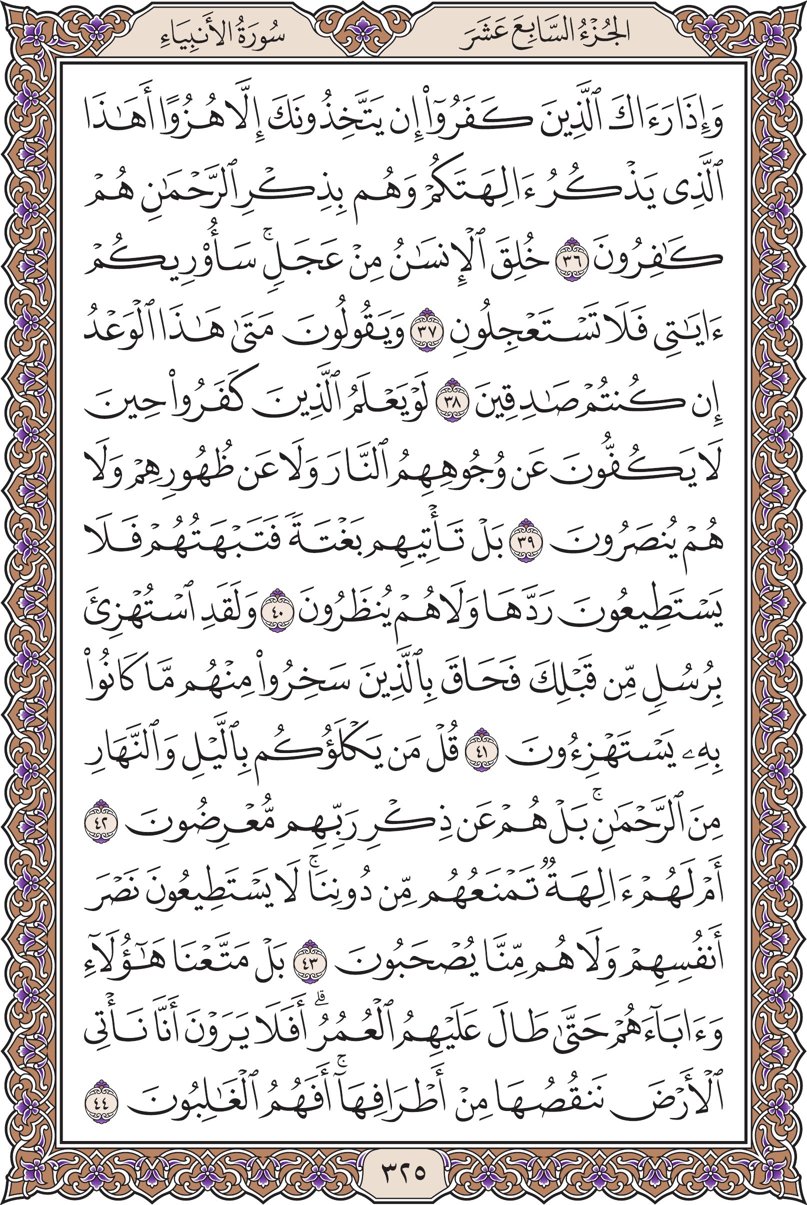 الجُزْءُ السَّابِعَ عَشَرَ
سُورَةُ الأَنبِيَاءِ
وَإِذَا رَءَاكَ ٱلَّذِينَ كَفَرُوٓا۟ إِن يَتَّخِذُونَكَ إِلَّا هُزُوًا أَهَـٰذَا
ٱلَّذِى يَذْكُرُ ءَالِهَتَكُمْ وَهُم بِذِكْرِ ٱلرَّحْمَـٰنِ هُمْ
كَـٰفِرُونَ ٣٦ خُلِقَ ٱلْإِنسَـٰنُ مِنْ عَجَلٍۚ سَأُو۟رِيكُمْ
ءَايَـٰتِى فَلَا تَسْتَعْجِلُونِ ٣٧ وَيَقُولُونَ مَتَىٰ هَـٰذَا ٱلْوَعْدُ
إِن كُنتُمْ صَـٰدِقِينَ ٣٨ لَوْ يَعْلَمُ ٱلَّذِينَ كَفَرُوا۟ حِينَ
لَا يَكُفُّونَ عَن وُجُوهِهِمُ ٱلنَّارَ وَلَا عَن ظُهُورِهِمْ وَلَا
هُمْ يُنصَرُونَ ٣٩ بَلْ تَأْتِيهِم بَغْتَةً فَتَبْهَتُهُمْ فَلَا
يَسْتَطِيعُونَ رَدَّهَا وَلَا هُمْ يُنظَرُونَ ٤٠ وَلَقَدِ ٱسْتُهْزِئَ
بِرُسُلٍ مِّن قَبْلِكَ فَحَاقَ بِٱلَّذِينَ سَخِرُوا۟ مِنْهُم مَّا كَانُوا۟
بِهِۦ يَسْتَهْزِءُونَ ٤١ قُلْ مَن يَكْلَؤُكُم بِٱلَّيْلِ وَٱلنَّهَارِ
مِنَ ٱلرَّحْمَـٰنِۚ بَلْ هُمْ عَن ذِكْرِ رَبِّهِم مُّعْرِضُونَ ٤٢
أَمْ لَهُمْ ءَالِهَةٌ تَمْنَعُهُم مِّن دُونِنَاۚ لَا يَسْتَطِيعُونَ نَصْرَ
أَنفُسِهِمْ وَلَا هُم مِّنَّا يُصْحَبُونَ ٤٣ بَلْ مَتَّعْنَا هَـٰٓؤُلَآءِ
وَءَابَآءَهُمْ حَتَّىٰ طَالَ عَلَيْهِمُ ٱلْعُمُرُۗ أَفَلَا يَرَوْنَ أَنَّا نَأْتِى
ٱلْأَرْضَ نَنقُصُهَا مِنْ أَطْرَافِهَآۚ أَفَهُمُ ٱلْغَـٰلِبُونَ ٤٤
٣٢٥